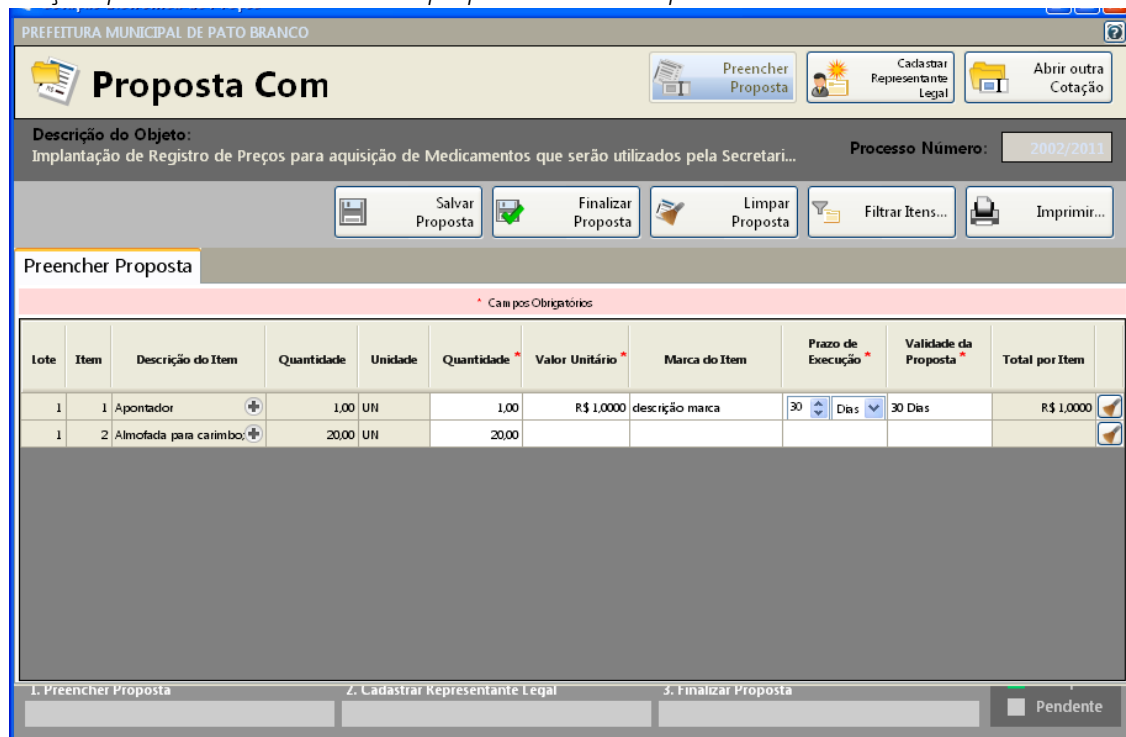 PREFEITURA MUNICIPAL DE PATO BRANCO
Proposta Com
Preencher
Proposta
Cadastrar
Representante
Legal
Abrir outra
Cotação
Descrição do Objeto:
Implantação de Registro de Preços para aquisição de Medicamentos que serão utilizados pela Secretari...
Processo Número:
2002/2011
Salvar
Proposta
Finalizar
Proposta
Limpar
Proposta
Filtrar Itens...
Imprimir...
Preencher Proposta
* Campos Obrigatórios
Lote Item Descrição do Item Quantidade Unidade Quantidade * Valor Unitário * Marca do Item Prazo de Execução * Validade da Proposta * Total por Item
1 1 Apontador 1,00 UN 1,00 R$ 1,0000 descrição marca 30 Dias 30 Dias R$ 1,0000
1 2 Almofada para carimbo; 20,00 UN 20,00
1. Preencher Proposta 2. Cadastrar Representante Legal 3. Finalizar Proposta
Pendente